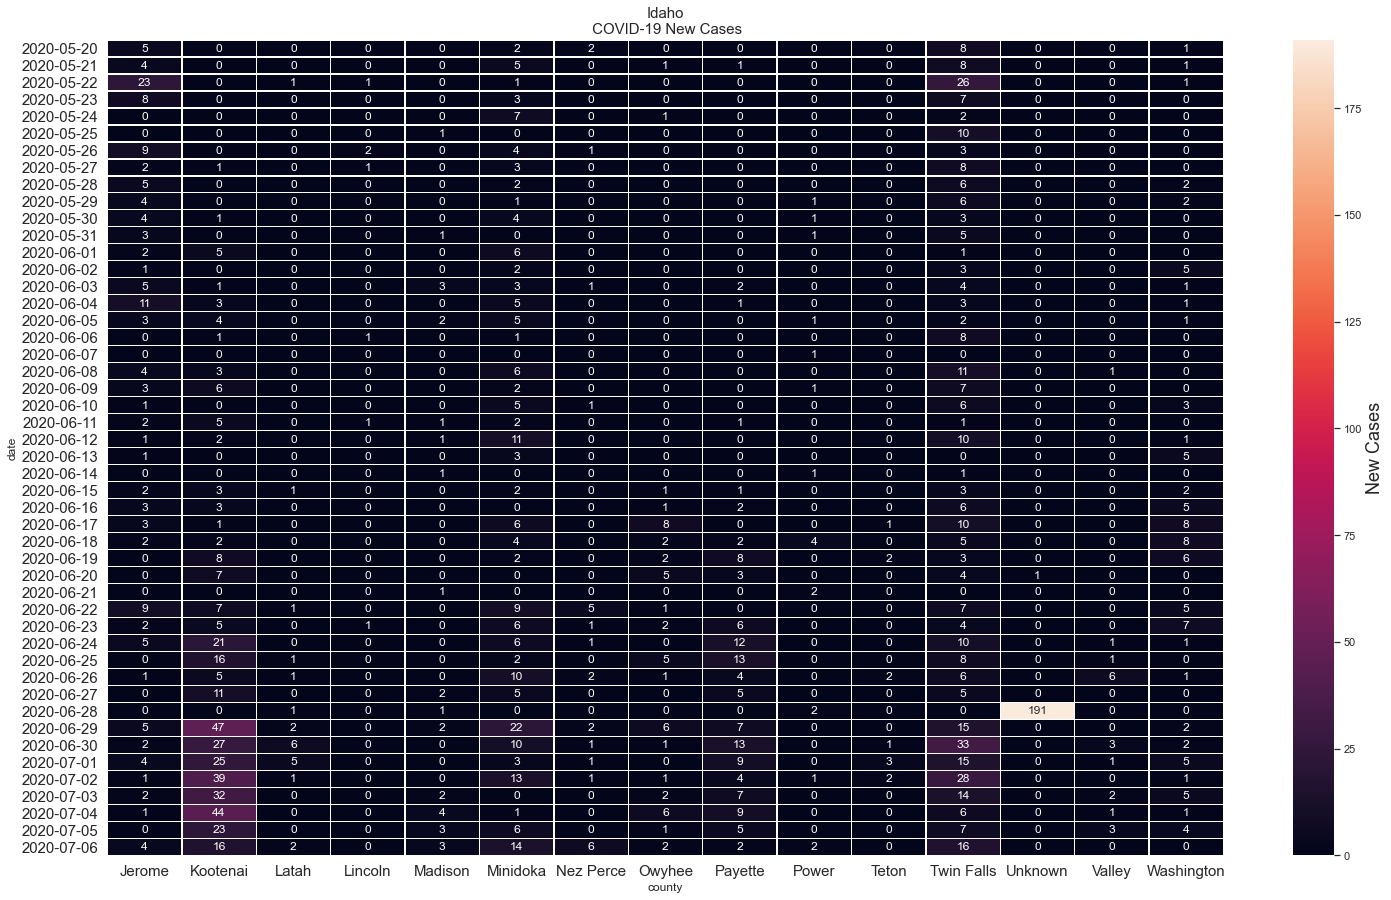 Idaho
COVID-19 New Cases
2020-05-20 5 0 0 0 0 2 2 0 0 0 0 8 0 0 1
2020-05-21 4 0 0 0 0 5 0 1 1 0 0 8 0 0 1
2020-05-22 23 0 1 1 0 1 0 0 0 0 0 26 0 0 1
2020-05-23 8 0 0 0 0 3 0 0 0 0 0 7 0 0 0
2020-05-24 0 0 0 0 0 7 0 1 0 0 0 2 0 0 0
2020-05-25 0 0 0 0 1 0 0 0 0 0 0 10 0 0 0
2020-05-26 9 0 0 2 0 4 1 0 0 0 0 3 0 0 0
2020-05-27 2 1 0 1 0 3 0 0 0 0 0 8 0 0 0
2020-05-28 5 0 0 0 0 2 0 0 0 0 0 6 0 0 2
2020-05-29 4 0 0 0 0 1 0 0 0 1 0 6 0 0 2
2020-05-30 4 1 0 0 0 4 0 0 0 1 0 3 0 0 0
2020-05-31 3 0 0 0 1 0 0 0 0 1 0 5 0 0 0
2020-06-01 2 5 0 0 0 6 0 0 0 0 0 1 0 0 0
2020-06-02 1 0 0 0 0 2 0 0 0 0 0 3 0 0 5
2020-06-03 5 1 0 0 3 3 1 0 2 0 0 4 0 0 1
2020-06-04 11 3 0 0 0 5 0 0 1 0 0 3 0 0 1
2020-06-05 3 4 0 0 2 5 0 0 0 1 0 2 0 0 1
2020-06-06 0 1 0 1 0 1 0 0 0 0 0 8 0 0 0
2020-06-07 0 0 0 0 0 0 0 0 0 1 0 0 0 0 0
2020-06-08 4 3 0 0 0 6 0 0 0 0 0 11 0 1 0
2020-06-09 3 6 0 0 0 2 0 0 0 1 0 7 0 0 0
2020-06-10 1 0 0 0 0 5 1 0 0 0 0 6 0 0 3
2020-06-11 2 5 0 1 1 2 0 0 1 0 0 1 0 0 0
2020-06-12 1 2 0 0 1 11 0 0 0 0 0 10 0 0 1
2020-06-13 1 0 0 0 0 3 0 0 0 0 0 0 0 0 5
2020-06-14 0 0 0 0 1 0 0 0 0 1 0 1 0 0 0
2020-06-15 2 3 1 0 0 2 0 1 1 0 0 3 0 0 2
2020-06-16 3 3 0 0 0 0 0 1 2 0 0 6 0 0 5
2020-06-17 3 1 0 0 0 6 0 8 0 0 1 10 0 0 8
2020-06-18 2 2 0 0 0 4 0 2 2 4 0 5 0 0 8
2020-06-19 0 8 0 0 0 2 0 2 8 0 2 3 0 0 6
2020-06-20 0 7 0 0 0 0 0 5 3 0 0 4 1 0 0
2020-06-21 0 0 0 0 1 0 0 0 0 2 0 0 0 0 0
2020-06-22 9 7 1 0 0 9 5 1 0 0 0 7 0 0 5
2020-06-23 2 5 0 1 0 6 1 2 6 0 0 4 0 0 7
2020-06-24 5 21 0 0 0 6 1 0 12 0 0 10 0 1 1
2020-06-25 0 16 1 0 0 2 0 5 13 0 0 8 0 1 0
2020-06-26 1 5 1 0 0 10 2 1 4 0 2 6 0 6 1
2020-06-27 0 11 0 0 2 5 0 0 5 0 0 5 0 0 0
2020-06-28 0 0 1 0 1 0 0 0 0 2 0 0 191 0 0
2020-06-29 5 47 2 0 2 22 2 6 7 0 0 15 0 0 2
2020-06-30 2 27 6 0 0 10 1 1 13 0 1 33 0 3 2
2020-07-01 4 25 5 0 0 3 1 0 9 0 3 15 0 1 5
2020-07-02 1 39 1 0 0 13 1 1 4 1 2 28 0 0 1
2020-07-03 2 32 0 0 2 0 0 2 7 0 0 14 0 2 5
2020-07-04 1 44 0 0 4 1 0 6 9 0 0 6 0 1 1
2020-07-05 0 23 0 0 3 6 0 1 5 0 0 7 0 3 4
2020-07-06 4 16 2 0 3 14 6 2 2 2 0 16 0 0 0
date
Jerome Kootenai Latah Lincoln Madison Minidoka Nez Perce Owyhee Payette Power Teton Twin Falls Unknown Valley Washington
county
175
150
125
100
75
50
25
0
New Cases